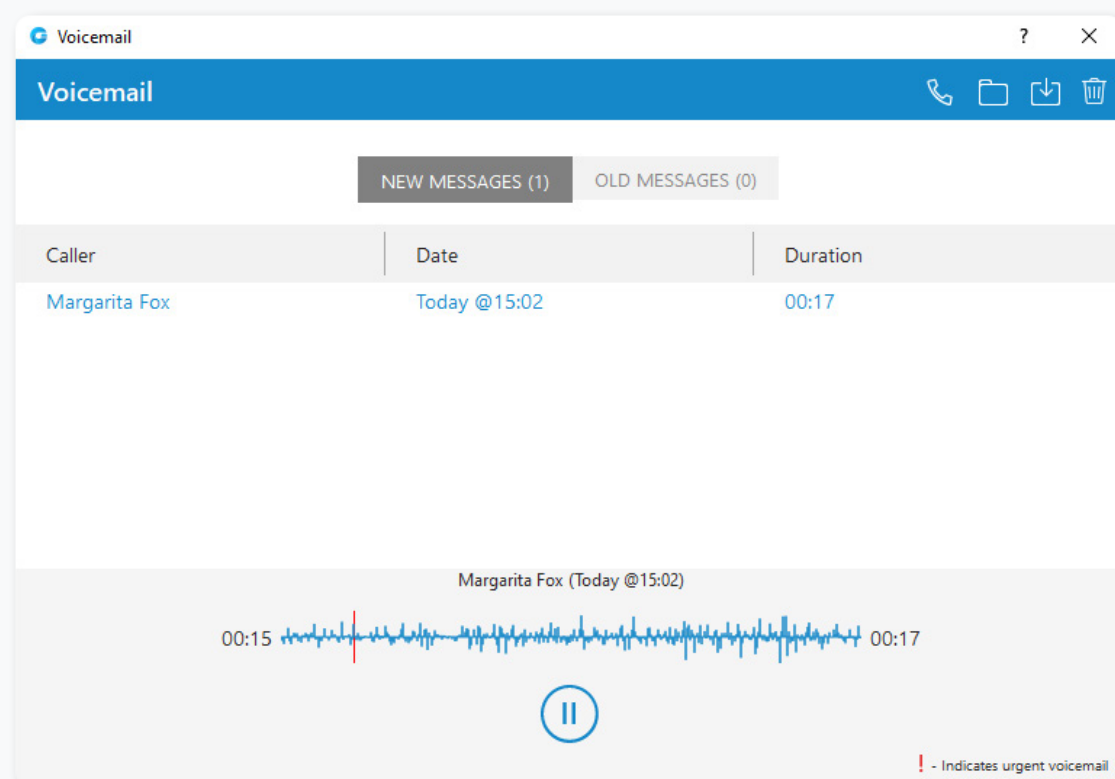 Voicemail
?
Voicemail
NEW MESSAGES (1) OLD MESSAGES (0)
Caller Date Duration
Margarita Fox Today @15:02 00:17
Margarita Fox (Today @15:02)
00:15 00:17
! - Indicates urgent voicemail